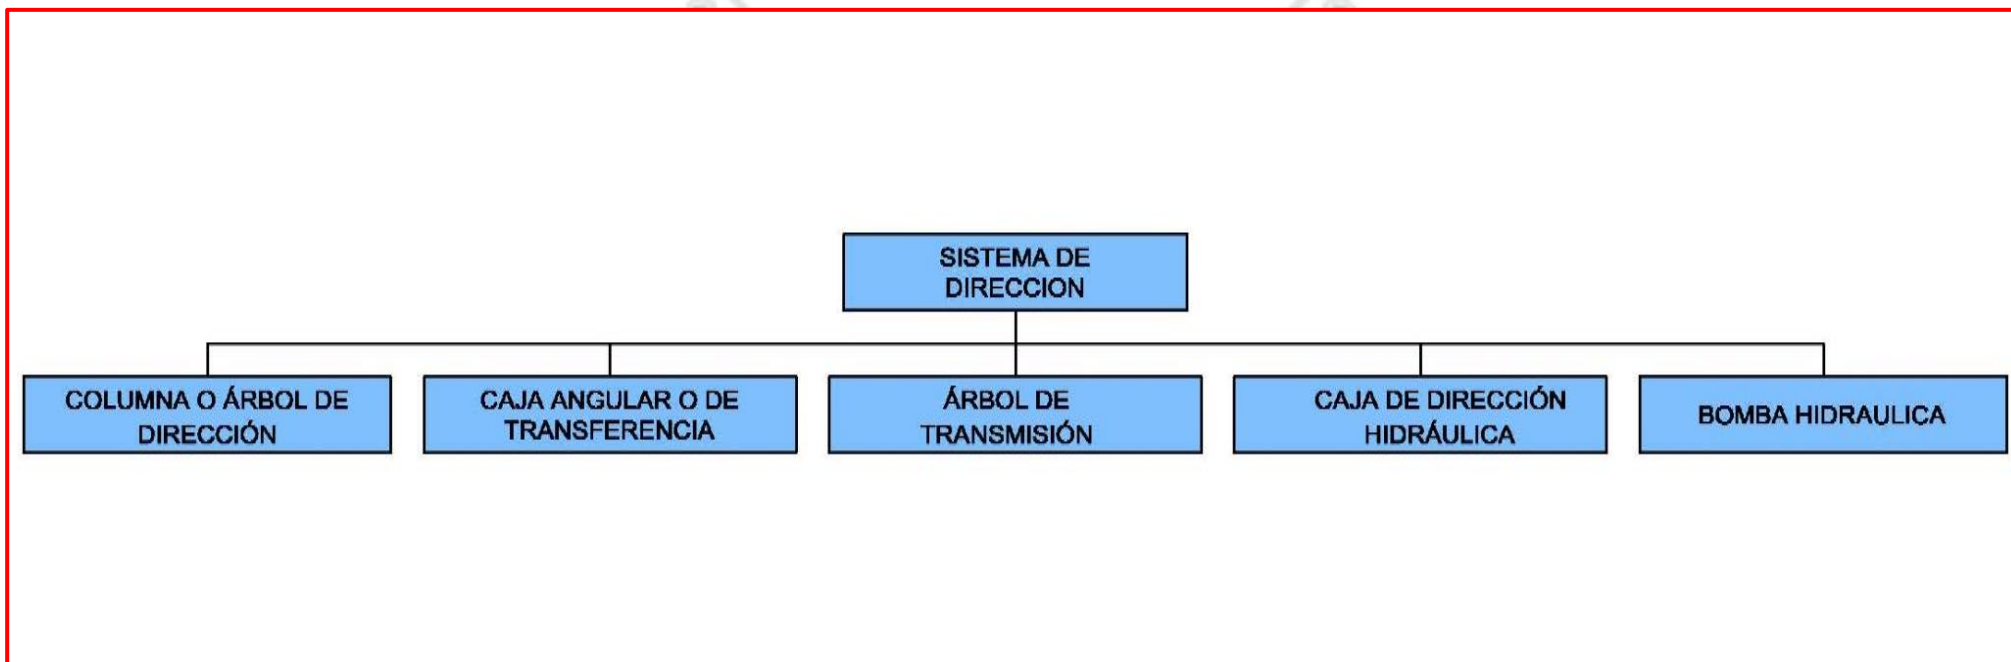 SISTEMA DE
DIRECCION
COLUMNA O ÁRBOL DE
DIRECCIÓN
CAJA ANGULAR O DE
TRANSFERENCIA
ÁRBOL DE
TRANSMISIÓN
CAJA DE DIRECCIÓN
HIDRÁULICA
BOMBA HIDRAULICA